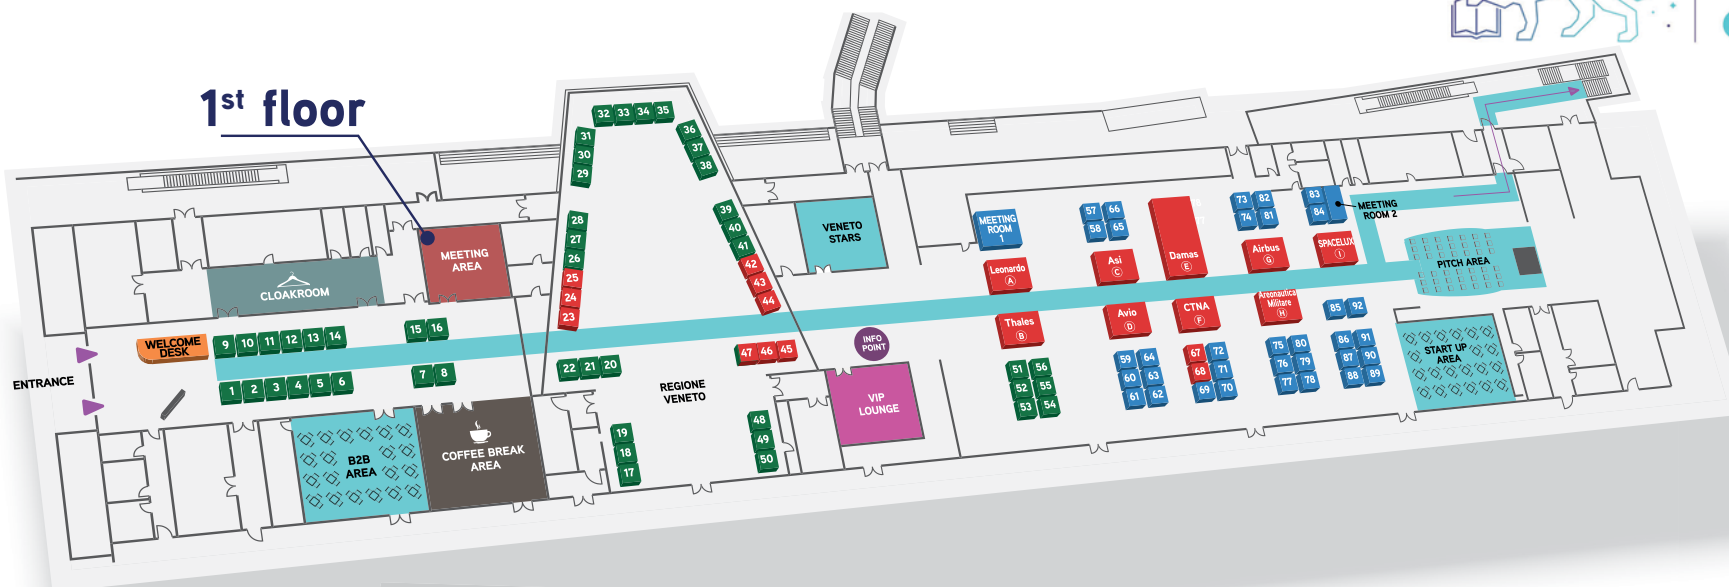 1st floor
32 33 34 35
31
30
29
36
37
38
28
27
26
25
24
23
39
40
41
42
43
44
MEETING
AREA
CLOAKROOM
VENETO
STARS
MEETING
ROOM
1
57 66
58 65
Damas
E
73 82
74 81
83
84
MEETING
ROOM 2
Leonardo
A
Asi
C
Airbus
G
SPACELUX
I
PITCH AREA
WELCOME
DESK
9 10 11 12 13 14
15 16
ENTRANCE
1 2 3 4 5 6
7 8
22 21 20
47 46 45
INFO
POINT
Thales
B
Avio
D
CTNA
F
Areonautica
Militare
H
85 92
REGIONE
VENETO
VIP
LOUNGE
51 56
52 55
53 54
59 64
60 63
61 62
67 72
68 71
69 70
75 80
76 79
77 78
86 91
87 90
88 89
START UP
AREA
B2B
AREA
COFFEE BREAK
AREA
19
18
17
48
49
50